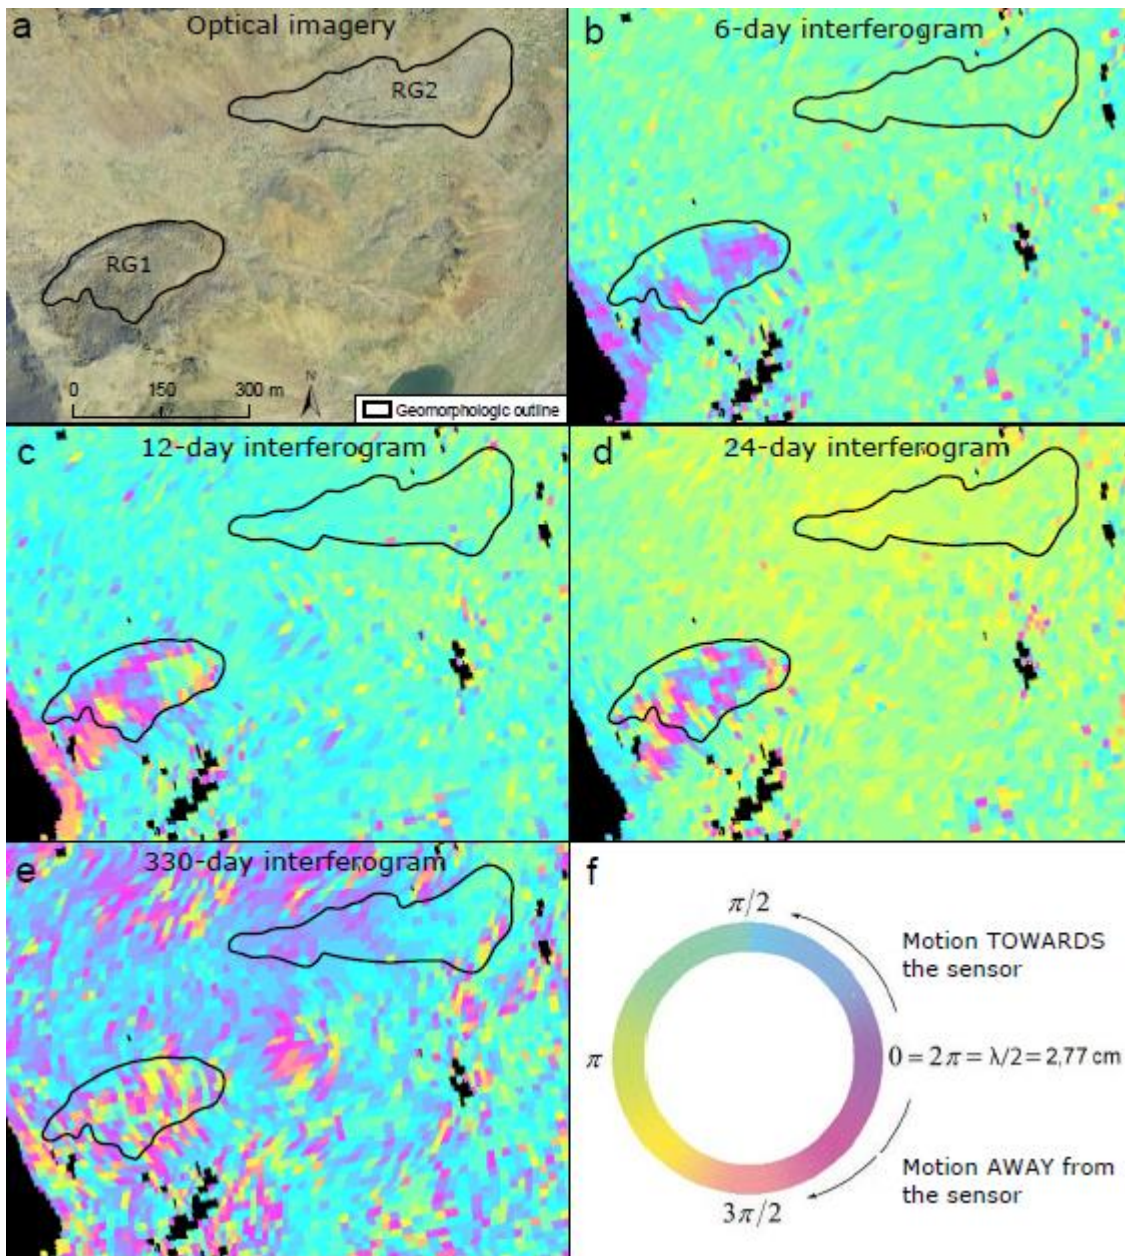 a
Optical imagery
RG2
RG1
0 150 300 m
N
Geomorphologic outline
b
6-day interferogram
c
12-day interferogram
d
24-day interferogram
e
330-day interferogram
f
π/2
Motion TOWARDS
the sensor
π
0 = 2π = λ/2 = 2,77 cm
Motion AWAY from
the sensor
3π/2